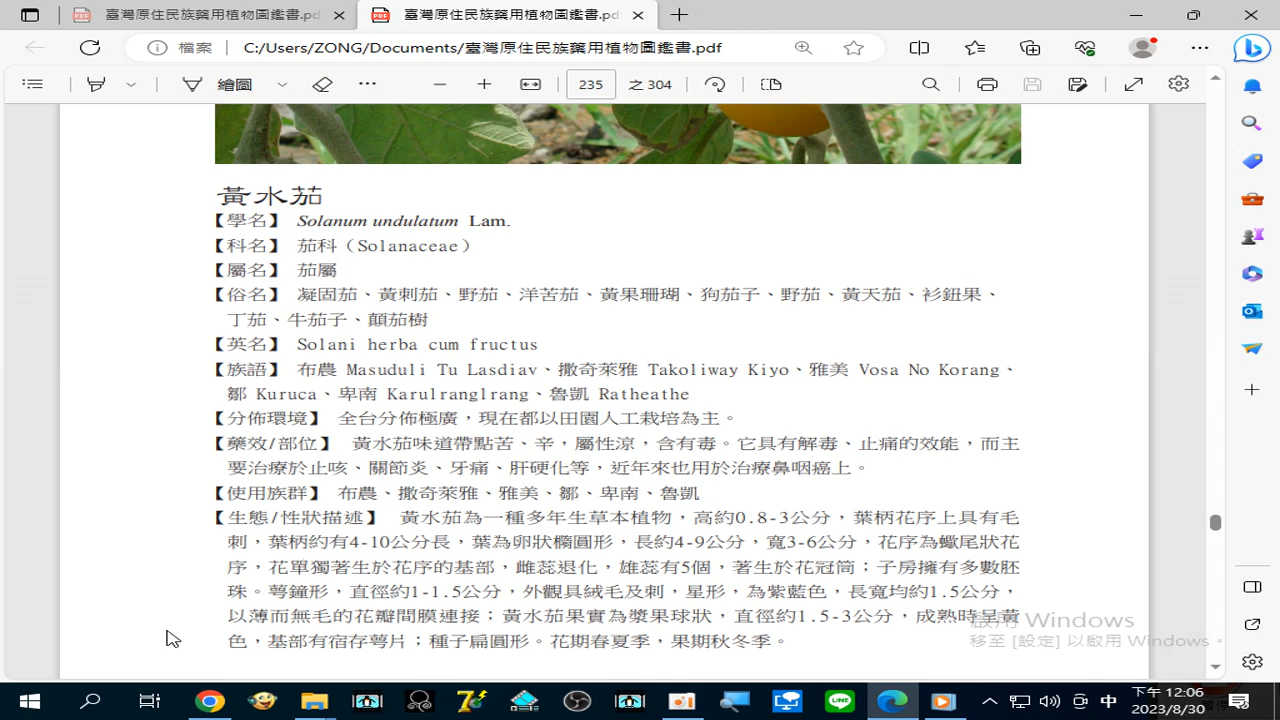 臺灣原住民族藥用植物圖鑑書.pd
臺灣原住民族藥用植物圖鑑書.pd
檔案
C:/Users/ZONG/Documents/臺灣原住民族藥用植物圖鑑書.pdf
繪圖
235
之 304
黃水茄
【學名】 Solanum undulatum Lam.
【科名】 茄科（Solanaceae）
【屬名】 茄屬
【俗名】 凝固茄、黃刺茄、野茄、洋苦茄、黃果珊瑚、狗茄子、野茄、黃天茄、衫鈕果、
丁茄、牛茄子、顛茄樹
【英名】 Solani herba cum fructus
【族語】 布農 Masuduli Tu Lasdiav、撒奇萊雅 Takoliway Kiyo、雅美 Vosa No Korang、
鄒 Kuruca、卑南 Karulranglrang、魯凱 Ratheathe
【分佈環境】 全台分佈極廣，現在都以田園人工栽培為主。
【藥效/部位】 黃水茄味道帶點苦、辛，屬性涼，含有毒。它具有解毒、止痛的效能，而主
要治療於止咳、關節炎、牙痛、肝硬化等，近年來也用於治療鼻咽癌上。
【使用族群】 布農、撒奇萊雅、雅美、鄒、卑南、魯凱
【生態/性狀描述】 黃水茄為一種多年生草本植物，高約0.8-3公分，葉柄花序上具有毛
刺，葉柄約有4-10公分長，葉為卵狀橢圓形，長約4-9公分，寬3-6公分，花序為蠍尾狀花
序，花單獨著生於花序的基部，雌蕊退化，雄蕊有5個，著生於花冠筒；子房擁有多數胚
珠。萼鐘形，直徑約1-1.5公分，外觀具絨毛及刺，星形，為紫藍色，長寬均約1.5公分，
以薄而無毛的花瓣間膜連接；黃水茄果實為漿果球狀，直徑約1.5-3公分，成熟時呈黃
色，基部有宿存萼片；種子扁圓形。花期春夏季，果期秋冬季。
啟用 Windows
移至 [設定] 以啟用 Windows。
中
下午 12:06
2023/8/30